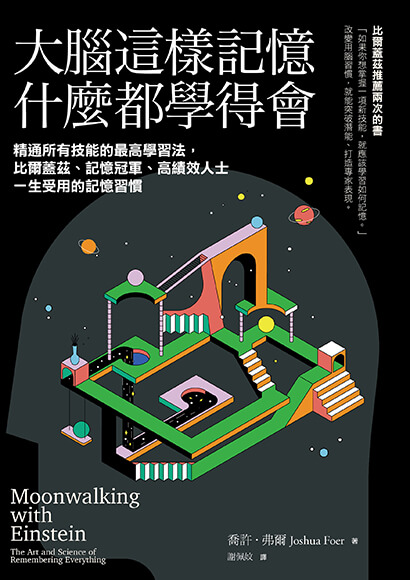 大腦這樣記憶
什麼都學得會
精通所有技能的最高學習法，
比爾蓋茲、記憶冠軍、高績效人士
一生受用的記憶習慣
比爾蓋茲推薦兩次的書
「如果你想掌握一項新技能，就應該學習如何記憶。」
改變用腦習慣，就能突破潛能、打造專家表現。
Moonwalking
with
Einstein
The Art and Science of
Remembering Everything
喬許・弗爾 Joshua Foer 著
謝佩妏 譯